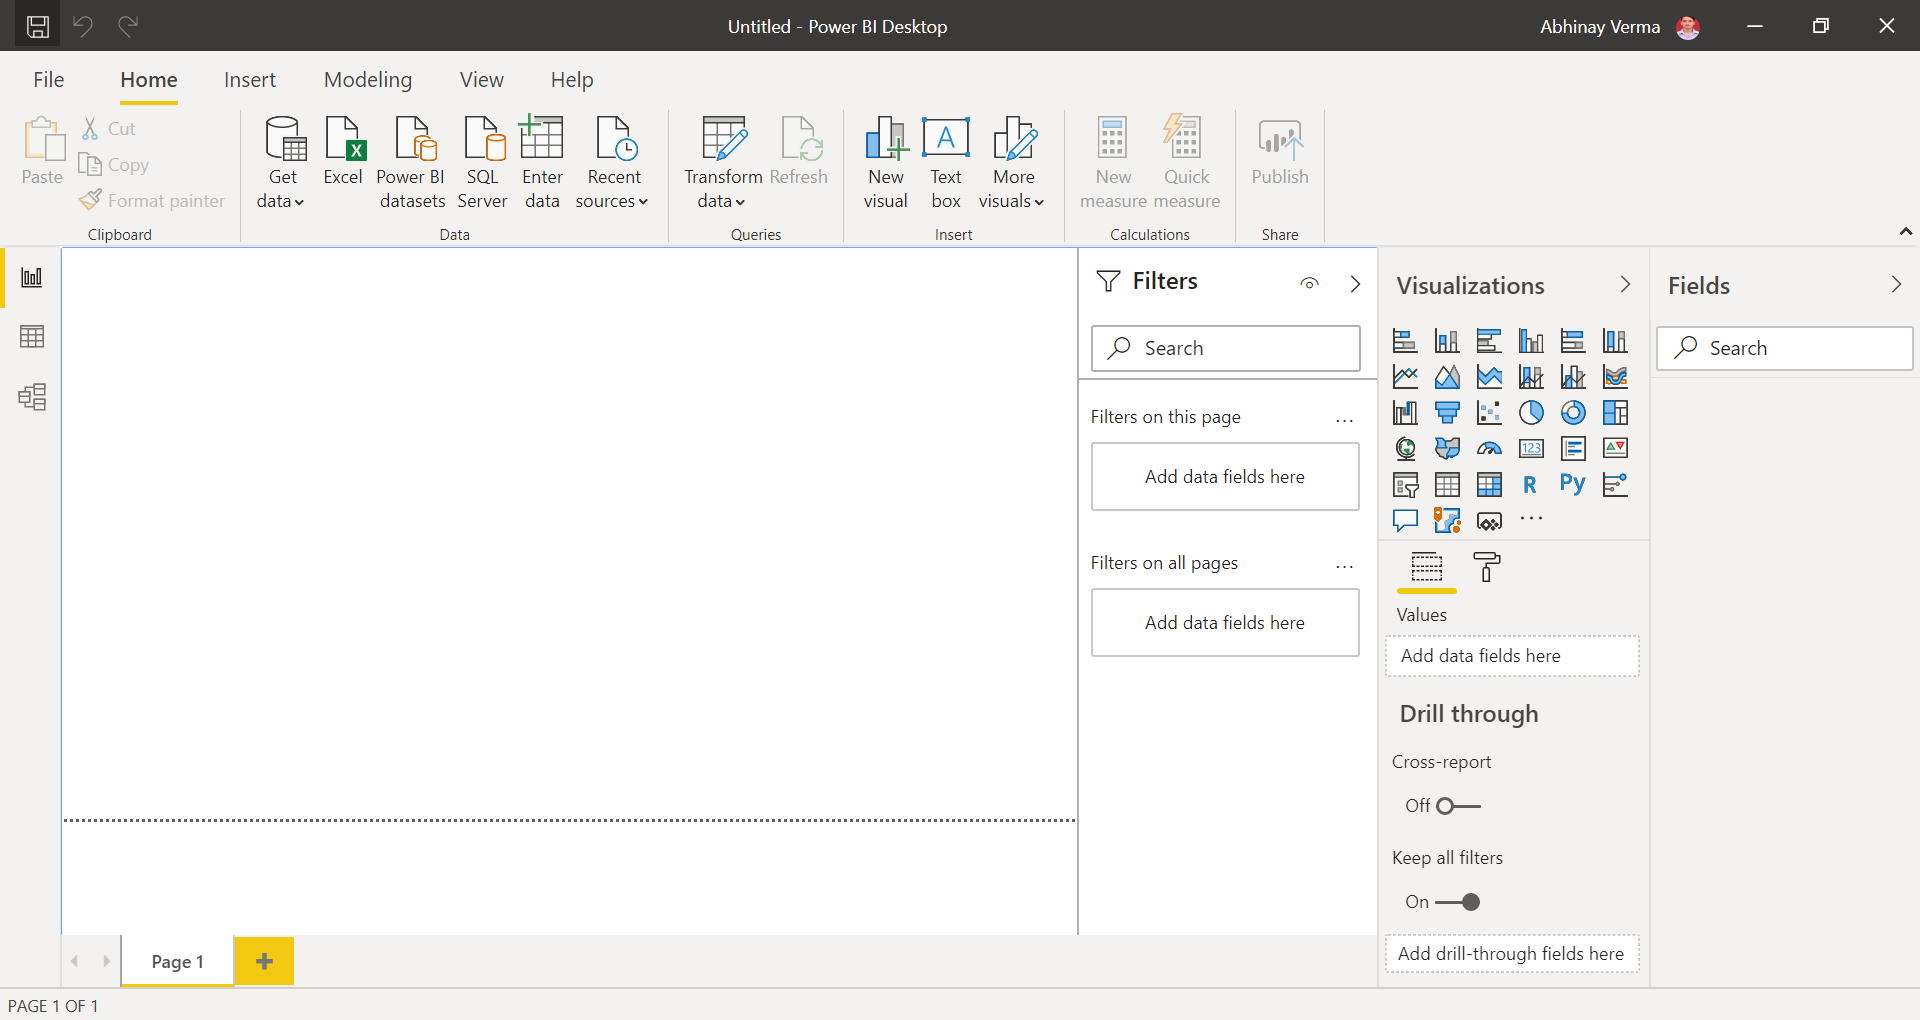 Untitled - Power BI Desktop
Abhinay Verma
File Home Insert Modeling View Help
Paste
Cut
Copy
Format painter
Clipboard
Get data
Excel
Power BI datasets
SQL Server
Enter data
Recent sources
Data
Transform data
Refresh
Queries
New visual
A
Text box
More visuals
Insert
New measure
Quick measure
Calculations
Publish
Share
Filters
Search
Filters on this page ...
Add data fields here
Filters on all pages ...
Add data fields here
Visualizations
123
R Py
...
Values
Add data fields here
Drill through
Cross-report
Off
Keep all filters
On
Add drill-through fields here
Fields
Search
Page 1
PAGE 1 OF 1